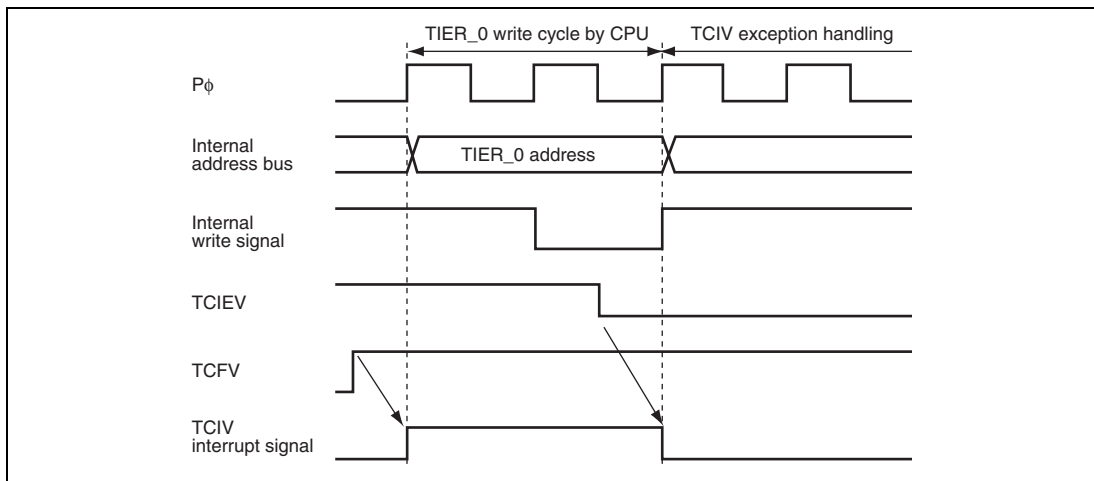 TIER_0 write cycle by CPU
TCIV exception handling
Pϕ
Internal
address bus
TIER_0 address
Internal
write signal
TCIEV
TCFV
TCIV
interrupt signal